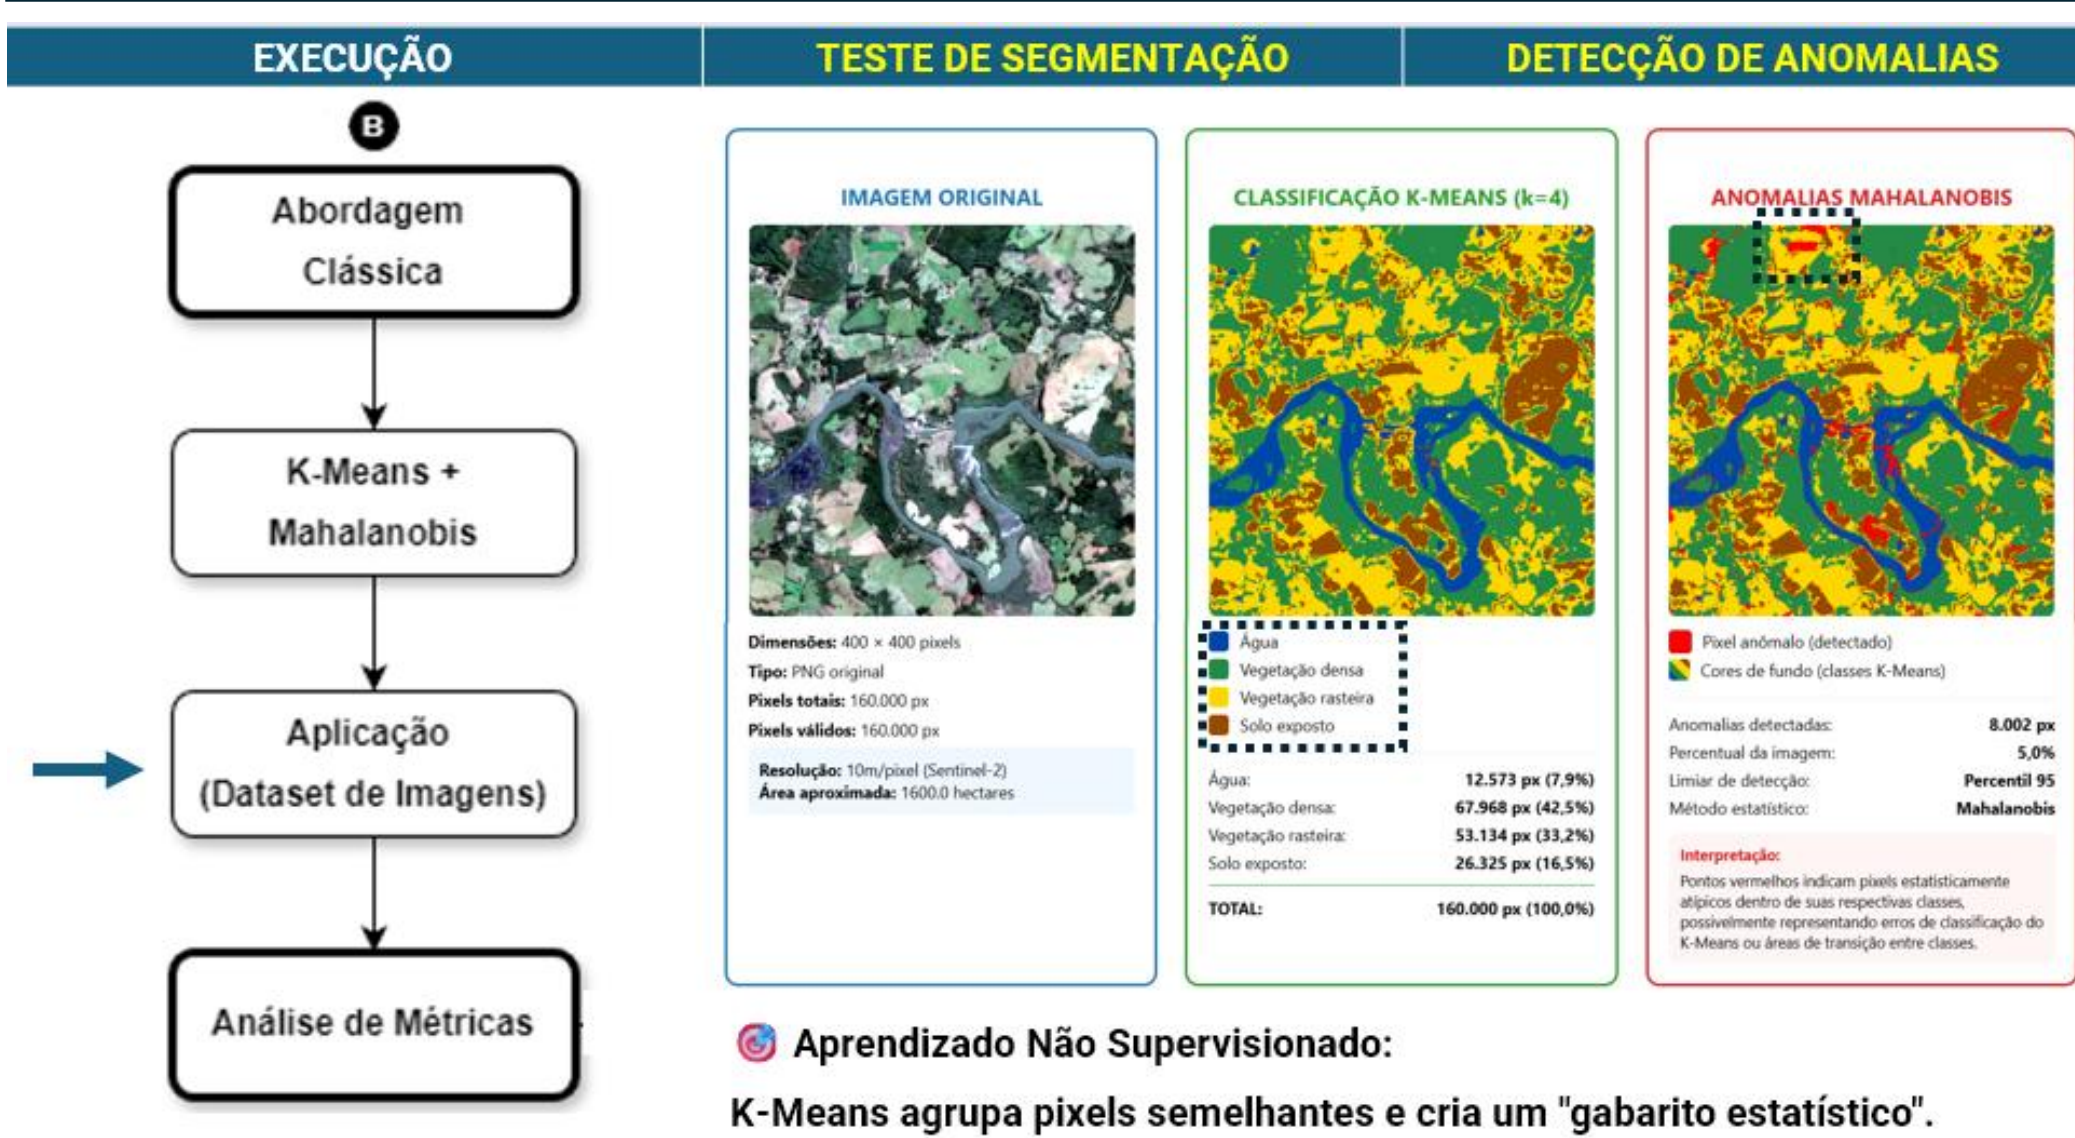 EXECUÇÃO
TESTE DE SEGMENTAÇÃO
DETECÇÃO DE ANOMALIAS
B
Abordagem
Clássica
K-Means +
Mahalanobis
Aplicação
(Dataset de Imagens)
Análise de Métricas
IMAGEM ORIGINAL
Dimensões: 400 × 400 pixels
Tipo: PNG original
Pixels totais: 160.000 px
Pixels válidos: 160.000 px
Resolução: 10m/pixel (Sentinel-2)
Área aproximada: 1600.0 hectares
CLASSIFICAÇÃO K-MEANS (k=4)
Água
Vegetação densa
Vegetação rasteira
Solo exposto
Água: 12.573 px (7,9%)
Vegetação densa: 67.968 px (42,5%)
Vegetação rasteira: 53.134 px (33,2%)
Solo exposto: 26.325 px (16,5%)
TOTAL: 160.000 px (100,0%)
ANOMALIAS MAHALANOBIS
Pixel anômalo (detectado)
Cores de fundo (classes K-Means)
Anomalias detectadas: 8.002 px
Percentual da imagem: 5,0%
Limiar de detecção: Percentil 95
Método estatístico: Mahalanobis
Interpretação:
Pontos vermelhos indicam pixels estatisticamente
atípicos dentro de suas respectivas classes,
possivelmente representando erros de classificação do
K-Means ou áreas de transição entre classes.
Aprendizado Não Supervisionado:
K-Means agrupa pixels semelhantes e cria um "gabarito estatístico".